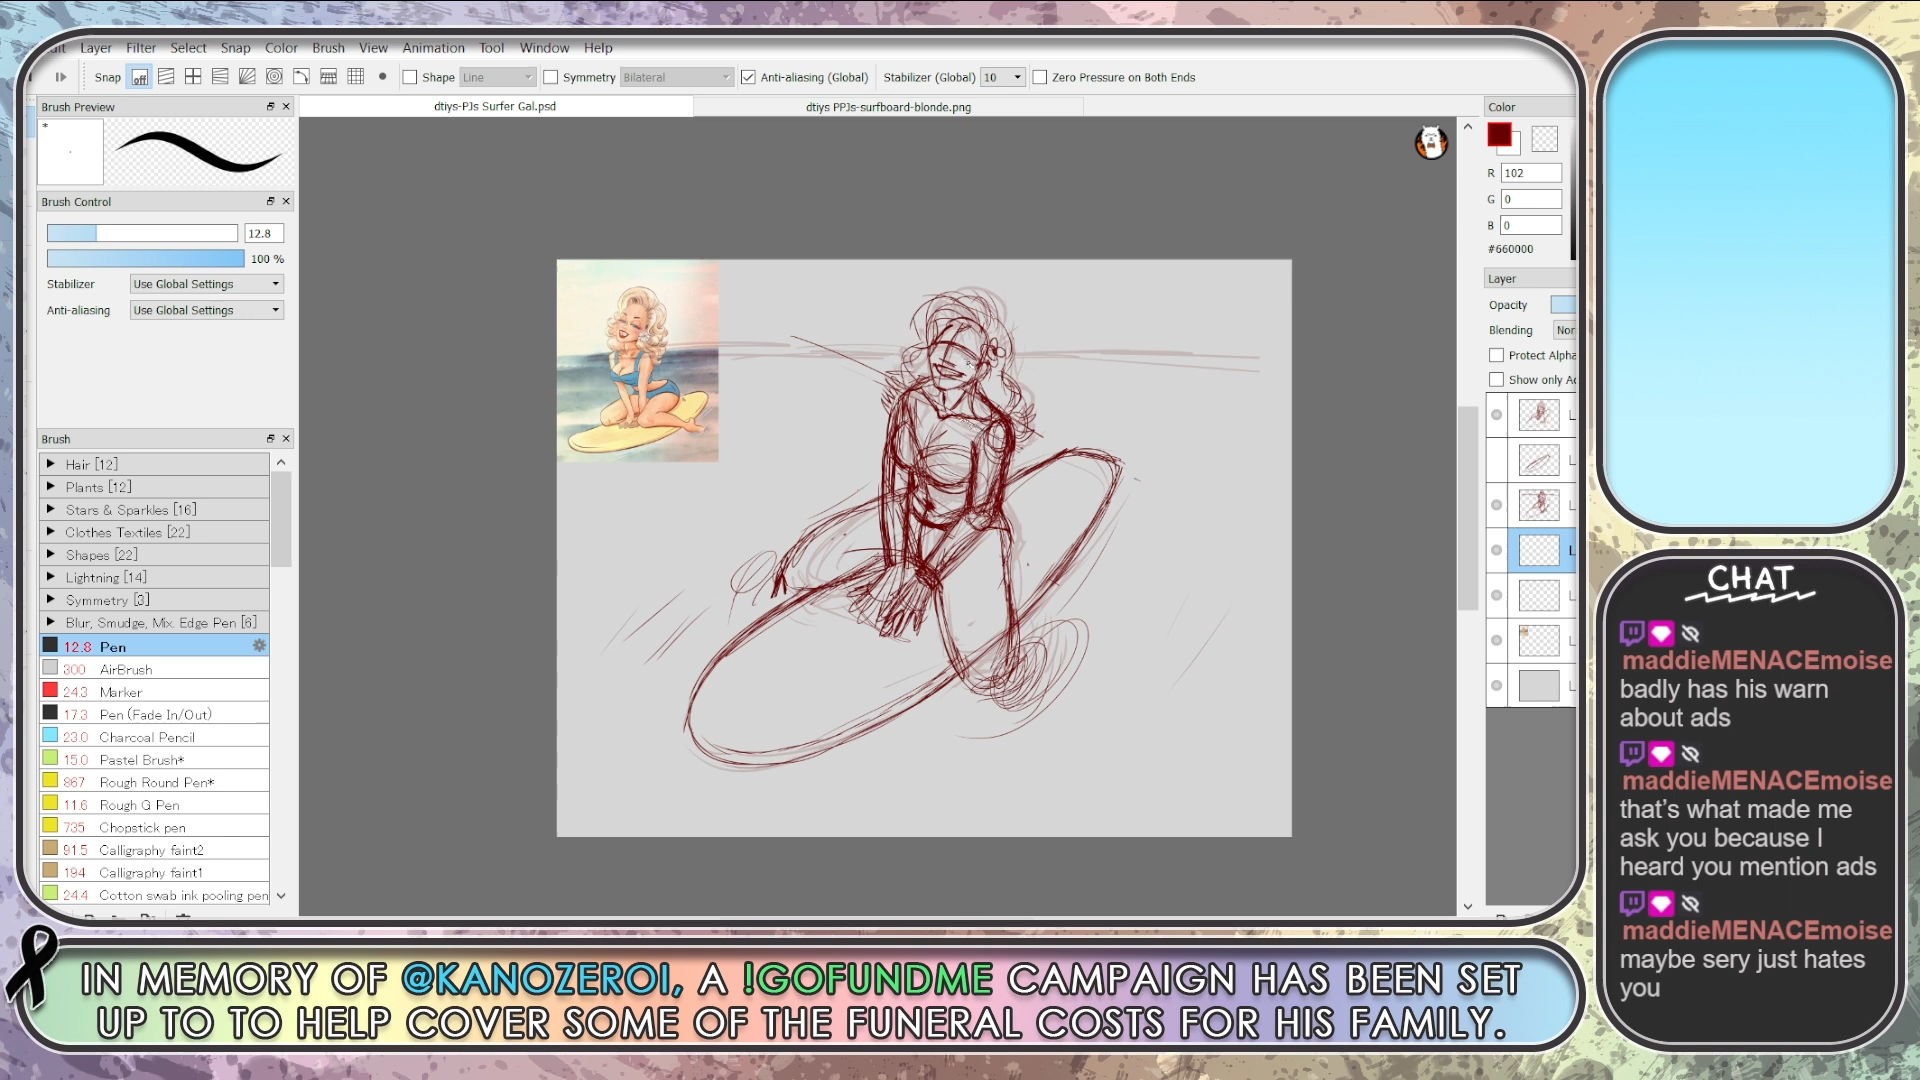 Layer Filter Select Snap Color Brush View Animation Tool Window Help
Snap off Shape Line Symmetry Bilateral Anti-aliasing (Global) Stabilizer (Global) 10 Zero Pressure on Both Ends
Brush Preview
dtiys-PJs Surfer Gal.psd
dtiys PPJs-surfboard-blonde.png
*
Brush Control
12.8
100 %
Stabilizer Use Global Settings
Anti-aliasing Use Global Settings
Brush
Hair [12]
Plants [12]
Stars & Sparkles [16]
Clothes Textiles [22]
Shapes [22]
Lightning [14]
Symmetry [3]
Blur, Smudge, Mix. Edge Pen [6]
12.8 Pen
300 AirBrush
24.3 Marker
17.3 Pen (Fade In/Out)
23.0 Charcoal Pencil
15.0 Pastel Brush*
867 Rough Round Pen*
11.6 Rough G Pen
735 Chopstick pen
91.5 Calligraphy faint2
194 Calligraphy faint1
24.4 Cotton swab ink pooling pen
Color
R 102
G 0
B 0
#660000
Layer
Opacity
Blending Nor
Protect Alpha
Show only
CHAT
maddieMENACEmoise
badly has his warn
about ads
maddieMENACEmoise
that's what made me
ask you because I
heard you mention ads
maddieMENACEmoise
maybe sery just hates
you
IN MEMORY OF @KANOZEROI, A !GOFUNDME CAMPAIGN HAS BEEN SET
UP TO TO HELP COVER SOME OF THE FUNERAL COSTS FOR HIS FAMILY.